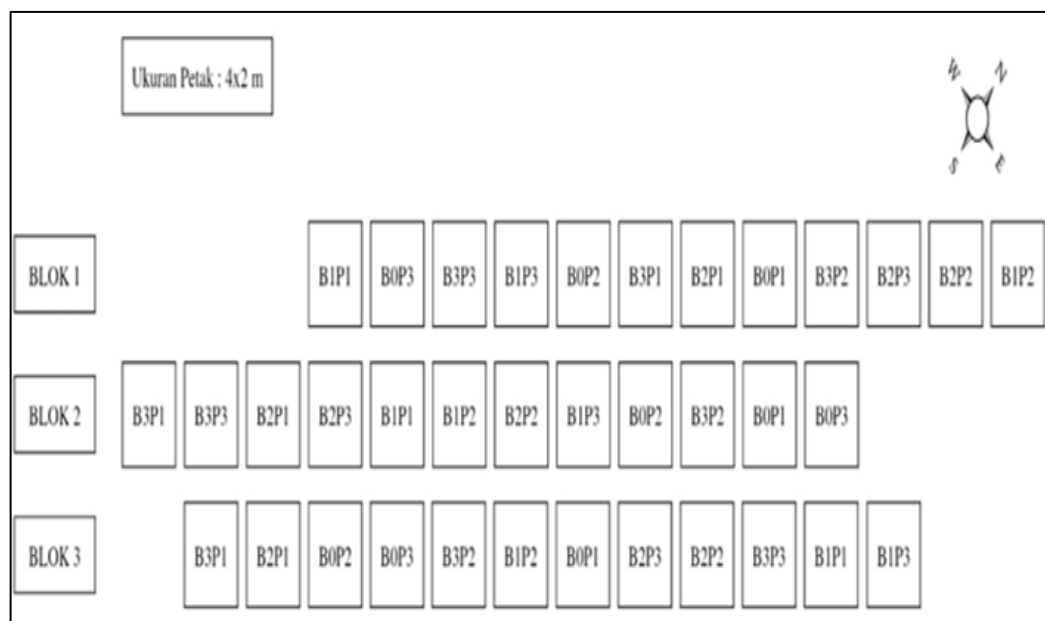 Ukuran Petak : 4x2 m
W N
S E
BLOK 1 B1P1 B0P3 B3P3 B1P3 B0P2 B3P1 B2P1 B0P1 B3P2 B2P3 B2P2 B1P2
BLOK 2 B3P1 B3P3 B2P1 B2P3 B1P1 B1P2 B2P2 B1P3 B0P2 B3P2 B0P1 B0P3
BLOK 3 B3P1 B2P1 B0P2 B0P3 B3P2 B1P2 B0P1 B2P3 B2P2 B3P3 B1P1 B1P3